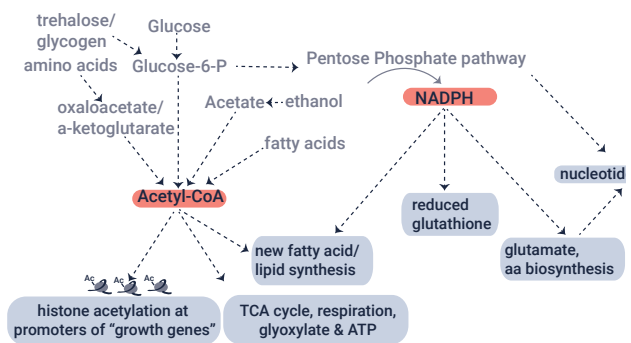 trehalose/
glycogen
Glucose
amino acids
Glucose-6-P
Pentose Phosphate pathway
oxaloacetate/
a-ketoglutarate
Acetate
ethanol
NADPH
fatty acids
nucleotid
Acetyl-CoA
reduced
glutathione
new fatty acid/
lipid synthesis
glutamate,
aa biosynthesis
Ac
Ac
Ac
histone acetylation at
promoters of “growth genes”
TCA cycle, respiration,
glyoxylate & ATP